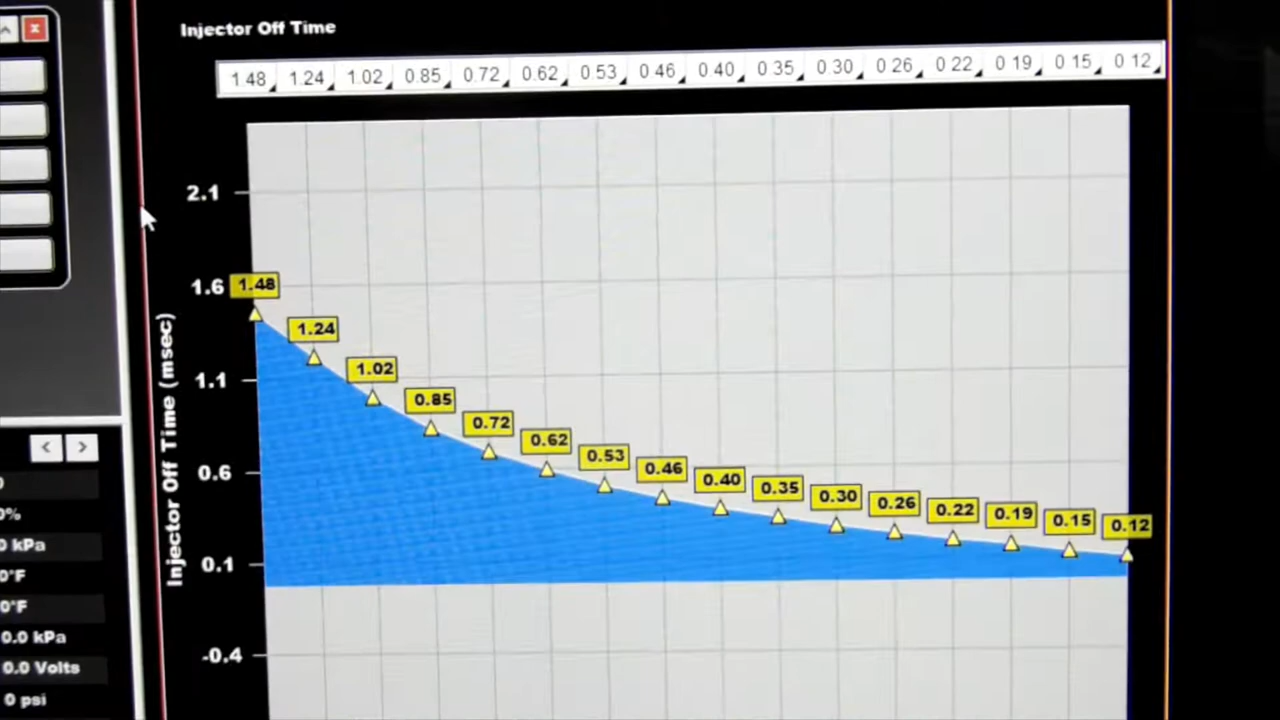 Injector Off Time
1.48 1.24 1.02 0.85 0.72 0.62 0.53 0.46 0.40 0.35 0.30 0.26 0.22 0.19 0.15 0.12
Injector Off Time (msec)
2.1
1.6
1.1
0.6
0.1
-0.4
1.48
1.24
1.02
0.85
0.72
0.62
0.53
0.46
0.40
0.35
0.30
0.26
0.22
0.19
0.15
0.12
x
< >
0
0%
0 kPa
0°F
0°F
0.0 kPa
0.0 Volts
0 psi